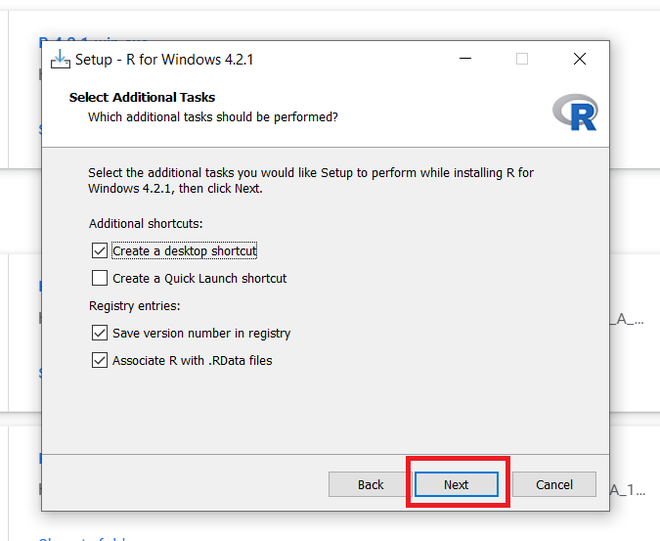 Setup - R for Windows 4.2.1
Select Additional Tasks
Which additional tasks should be performed?
R
Select the additional tasks you would like Setup to perform while installing R for
Windows 4.2.1, then click Next.
Additional shortcuts:
Create a desktop shortcut
Create a Quick Launch shortcut
Registry entries:
Save version number in registry
Associate R with .RData files
_A_...
A_1...
Back
Next
Cancel